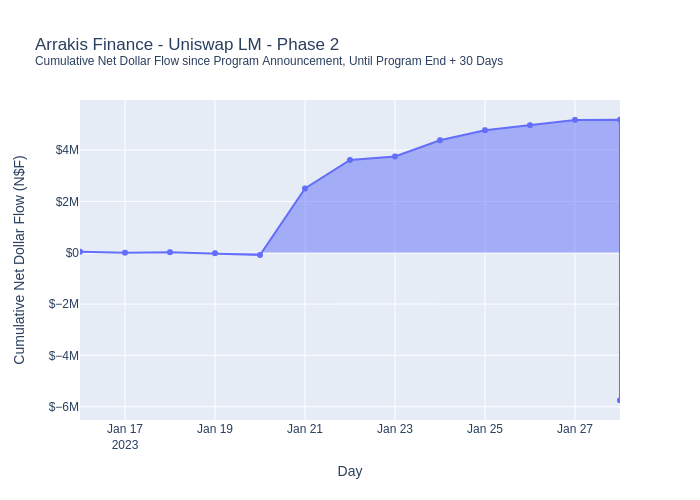 Arrakis Finance - Uniswap LM - Phase 2
Cumulative Net Dollar Flow since Program Announcement, Until Program End + 30 Days
Cumulative Net Dollar Flow (N$F)
$4M
$2M
$0
$−2M
$−4M
$−6M
Jan 17
2023
Jan 19
Jan 21
Jan 23
Jan 25
Jan 27
Day